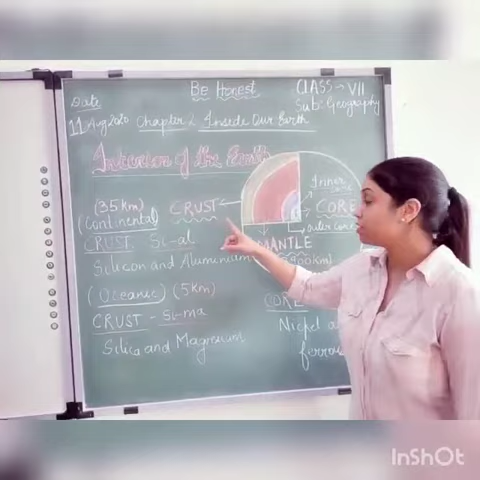 Be Honest
CLASS → VII
Sub: Geography
Date
11 Aug 2020 Chapter 2 Inside Our Earth
Interior of the Earth
(35km) CRUST
(Continental)
CRUST Si-al
Silicon and Aluminium
(Oceanic) (5km)
CRUST - Si-ma
Silica and Magnesium
Inner
CORE
Outer Core
MANTLE
CORE
Nickel
ferrous
InShOt